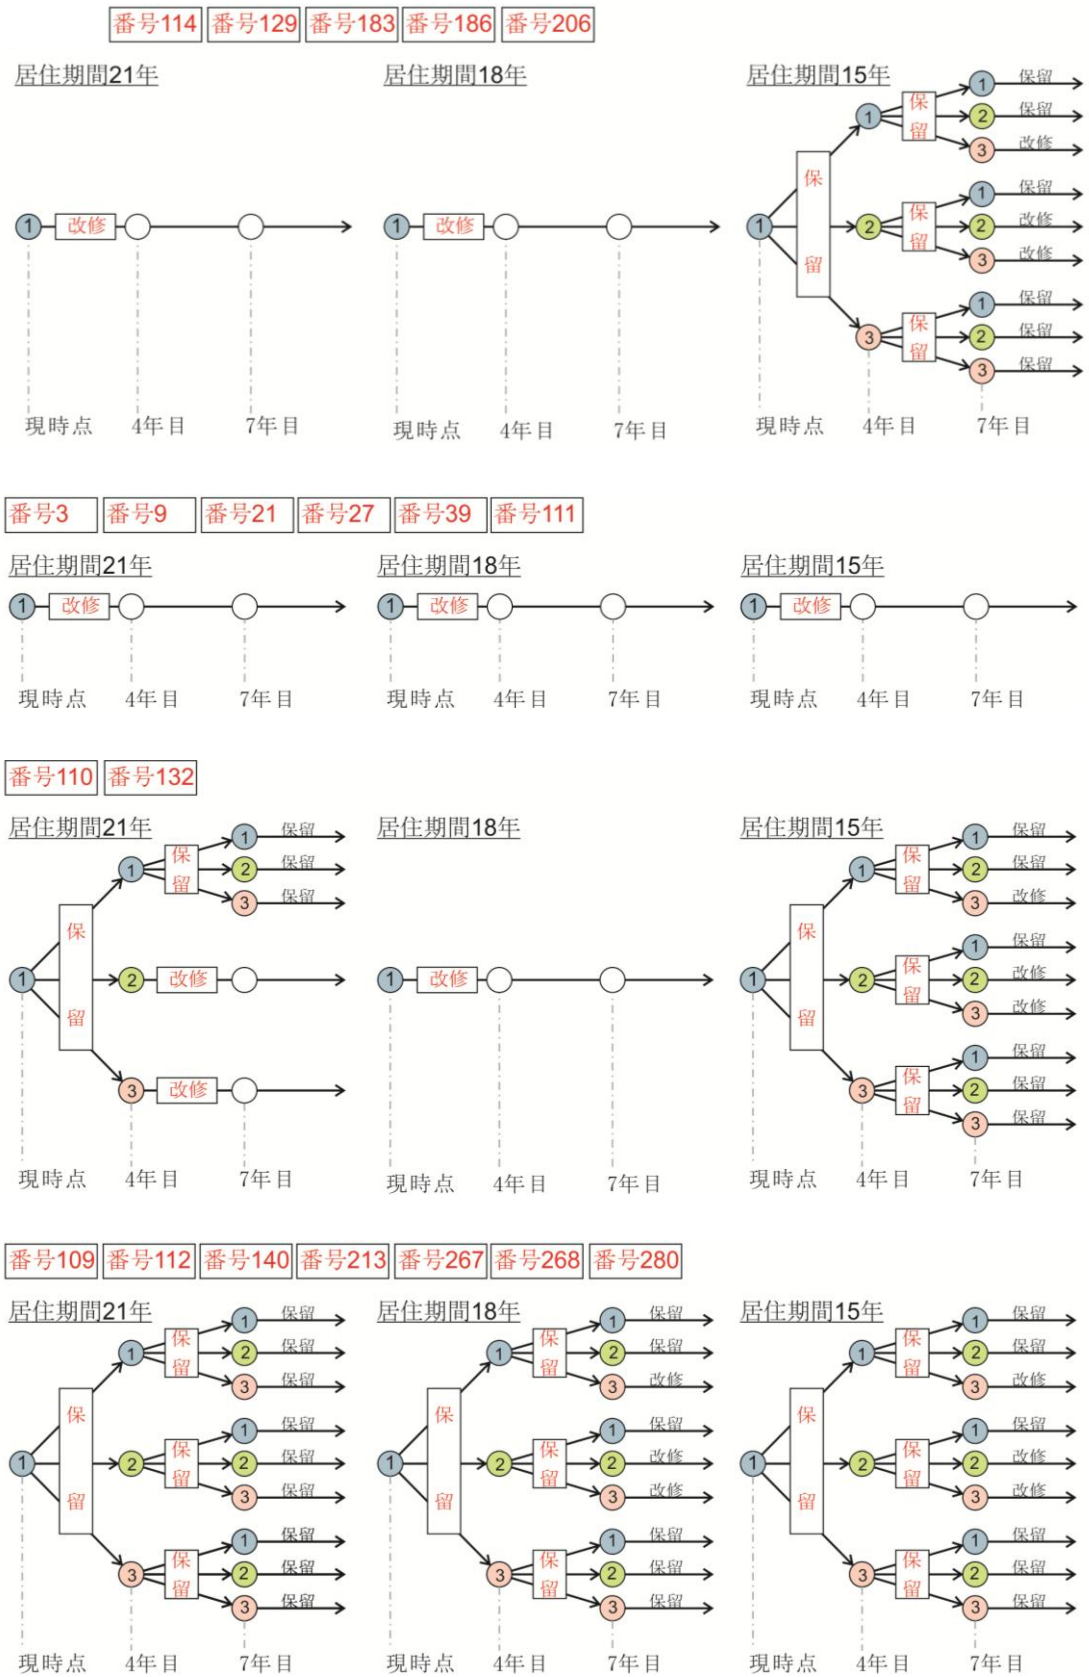 番号114 番号129 番号183 番号186 番号206
居住期間21年 居住期間18年 居住期間15年
1 保留
1 保 2 保留
留 3 改修
保 1 保留
1 改修 1 改修 1 2 保 2 改修
留 留 3 改修
1 保留
3 保 2 保留
留 3 保留
現時点 4年目 7年目 現時点 4年目 7年目 現時点 4年目 7年目
番号3 番号9 番号21 番号27 番号39 番号111
居住期間21年 居住期間18年 居住期間15年
1 改修 1 改修 1 改修
現時点 4年目 7年目 現時点 4年目 7年目 現時点 4年目 7年目
番号110 番号132
居住期間21年 居住期間18年 居住期間15年
1 保留 1 保留
1 保 2 保留 1 保 2 保留
留 3 保留 留 3 改修
保 保 1 保留
1 2 改修 1 改修 1 2 保 2 改修
留 留 留 3 改修
1 保留
3 改修 3 保 2 保留
留 3 保留
現時点 4年目 7年目 現時点 4年目 7年目 現時点 4年目 7年目
番号109 番号112 番号140 番号213 番号267 番号268 番号280
居住期間21年 居住期間18年 居住期間15年
1 保留 1 保留 1 保留
1 保 2 保留 1 保 2 保留 1 保 2 保留
留 3 保留 留 3 改修 留 3 改修
保 1 保留 保 1 保留 保 1 保留
1 2 保 2 保留 1 2 保 2 改修 1 2 保 2 改修
留 留 3 保留 留 留 3 改修 留 留 3 改修
1 保留 1 保留 1 保留
3 保 2 保留 3 保 2 保留 3 保 2 保留
留 3 保留 留 3 保留 留 3 保留
現時点 4年目 7年目 現時点 4年目 7年目 現時点 4年目 7年目